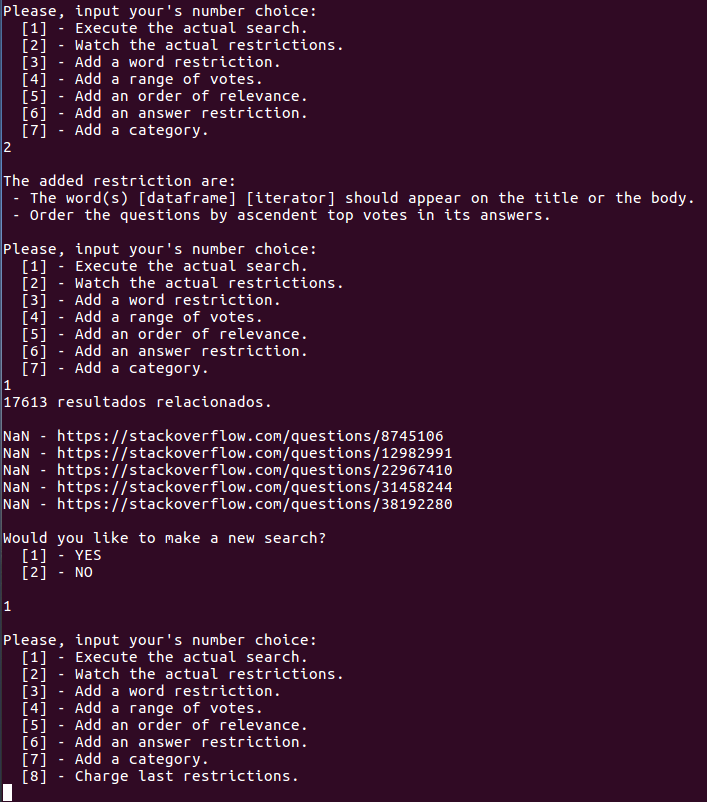 Please, input your's number choice:
[1] - Execute the actual search.
[2] - Watch the actual restrictions.
[3] - Add a word restriction.
[4] - Add a range of votes.
[5] - Add an order of relevance.
[6] - Add an answer restriction.
[7] - Add a category.
2
The added restriction are:
- The word(s) [dataframe] [iterator] should appear on the title or the body.
- Order the questions by ascendent top votes in its answers.
Please, input your's number choice:
[1] - Execute the actual search.
[2] - Watch the actual restrictions.
[3] - Add a word restriction.
[4] - Add a range of votes.
[5] - Add an order of relevance.
[6] - Add an answer restriction.
[7] - Add a category.
1
17613 resultados relacionados.
NaN - https://stackoverflow.com/questions/8745106
NaN - https://stackoverflow.com/questions/12982991
NaN - https://stackoverflow.com/questions/22967410
NaN - https://stackoverflow.com/questions/31458244
NaN - https://stackoverflow.com/questions/38192280
Would you like to make a new search?
[1] - YES
[2] - NO
1
Please, input your's number choice:
[1] - Execute the actual search.
[2] - Watch the actual restrictions.
[3] - Add a word restriction.
[4] - Add a range of votes.
[5] - Add an order of relevance.
[6] - Add an answer restriction.
[7] - Add a category.
[8] - Charge last restrictions.